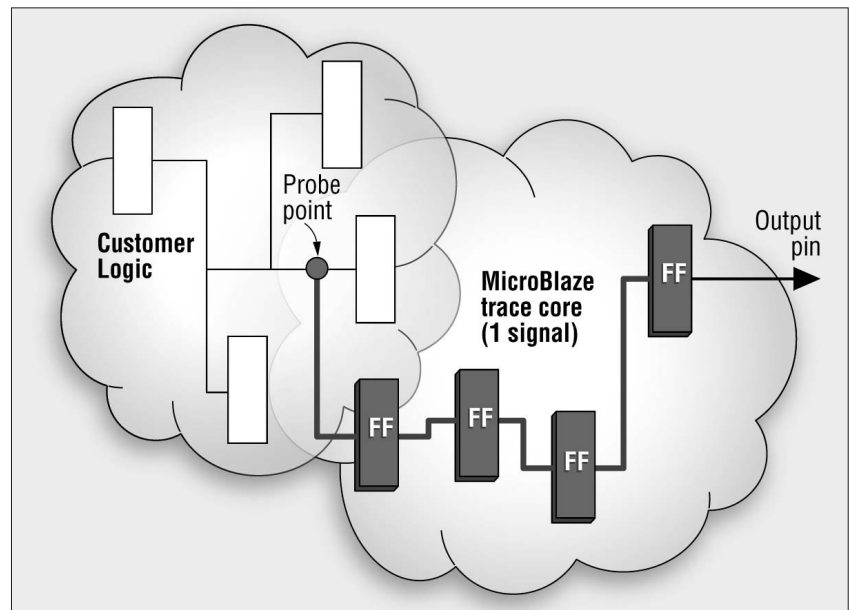 Probe
point
Customer
Logic
Output
pin
MicroBlaze
trace core
(1 signal)
FF
FF
FF
FF